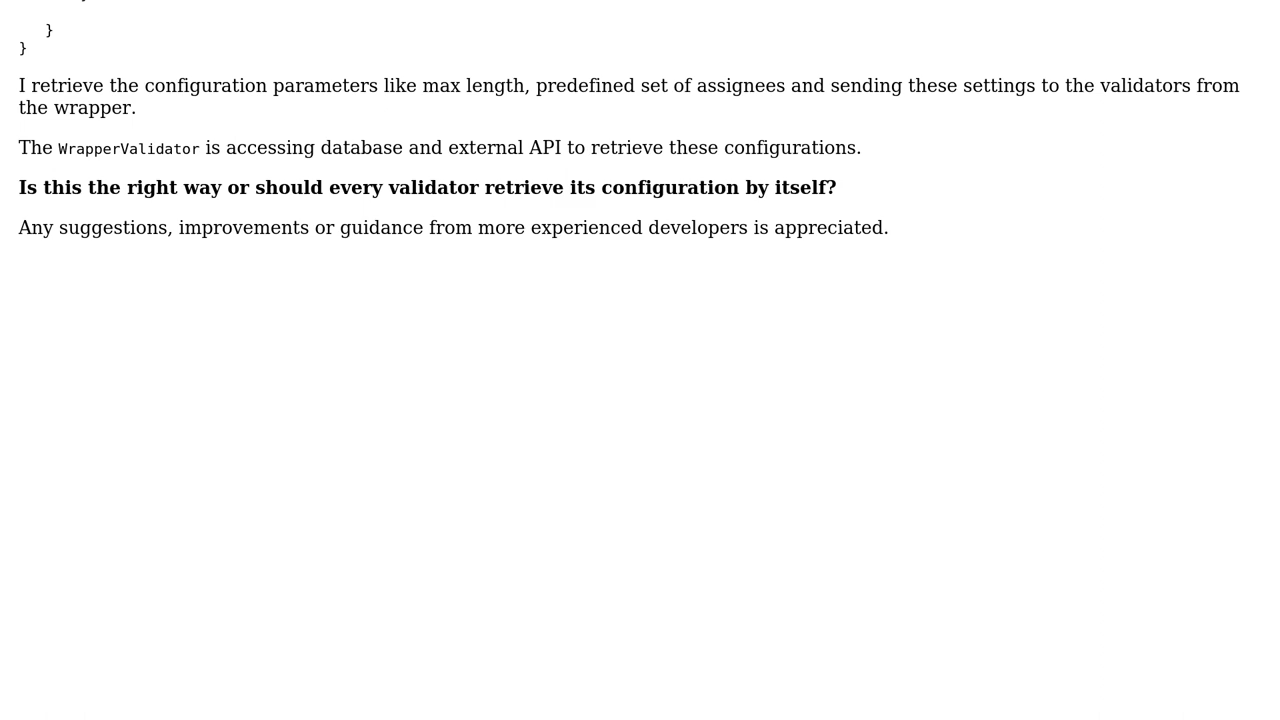 }
}
I retrieve the configuration parameters like max length, predefined set of assignees and sending these settings to the validators from
the wrapper.
The WrapperValidator is accessing database and external API to retrieve these configurations.
Is this the right way or should every validator retrieve its configuration by itself?
Any suggestions, improvements or guidance from more experienced developers is appreciated.